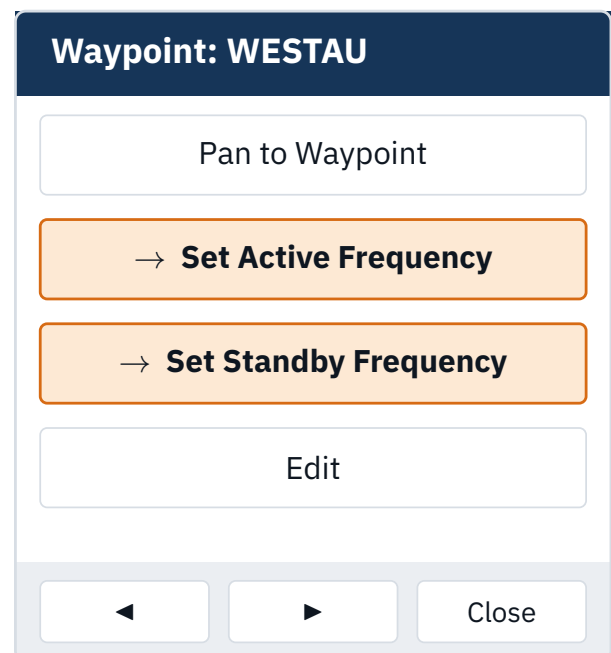 Waypoint: WESTAU
Pan to Waypoint
→ Set Active Frequency
→ Set Standby Frequency
Edit
◄ ► Close